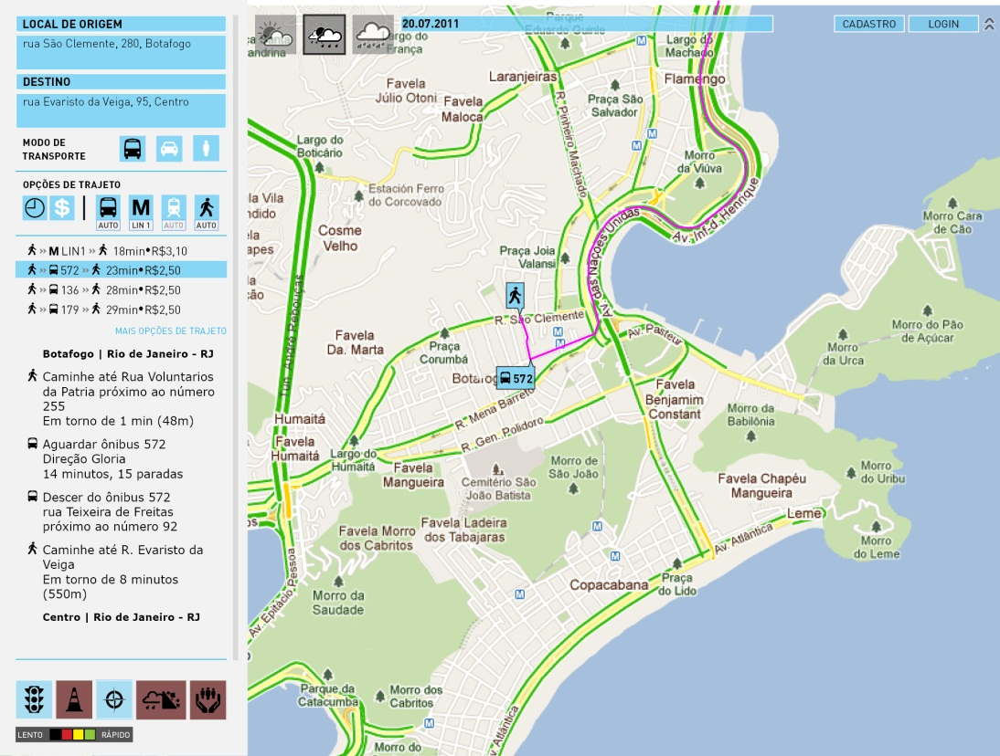 LOCAL DE ORIGEM
rua São Clemente, 280, Botafogo
DESTINO
rua Evaristo da Veiga, 95, Centro
MODO DE
TRANSPORTE
OPÇÕES DE TRAJETO
$
M
AUTO
LIN 1
AUTO
AUTO
» M LIN1 » 18min•R$3,10
» 572 » 23min•R$2,50
» 136 » 28min•R$2,50
» 179 » 29min•R$2,50
MAIS OPÇÕES DE TRAJETO
Botafogo | Rio de Janeiro - RJ
Caminhe até Rua Voluntarios
da Patria próximo ao número
255
Em torno de 1 min (48m)
Aguardar ônibus 572
Direção Gloria
14 minutos, 15 paradas
Descer do ônibus 572
rua Teixeira de Freitas
próximo ao número 92
Caminhe até R. Evaristo da
Veiga
Em torno de 8 minutos
(550m)
Centro | Rio de Janeiro - RJ
LENTO
RÁPIDO
20.07.2011
CADASTRO
LOGIN
Parque
Eduardo Guinle
Largo do
França
Largo do
Machado
Laranjeiras
Flamengo
Favela
Júlio Otoni
Favela
Maloca
Praça São
Salvador
R. Pinheiro Machado
Largo do
Boticário
Morro
da Viúva
Estación Ferro
do Corcovado
la Vila
ndido
Cosme
Velho
Av. Inf. d. Henrique
Av. das Nações Unidas
Praça Joia
Valansi
Morro Cara
de Cão
R. São Clemente
Av. Pasteur
Morro do Pão
de Açúcar
Favela
Da. Marta
Praça
Corumbá
Morro
da Urca
Botafogo
572
Favela
Benjamim
Constant
R. Mena Barreto
R. Gen. Polidoro
Morro da
Babilônia
Humaitá
Favela
Humaitá
Largo do
Humaitá
Favela
Mangueira
Cemitério São
João Batista
Morro de
São João
Favela Chapéu
Mangueira
Morro
do Uribu
Favela Morro
dos Cabritos
Favela Ladeira
dos Tabajaras
Leme
Morro
do Leme
Av. Atlântica
Copacabana
Praça
do Lido
Morro da
Saudade
Av. Epitácio Pessoa
Parque da
Catacumba
Morro dos
Cabritos
Atlântica
Morro do